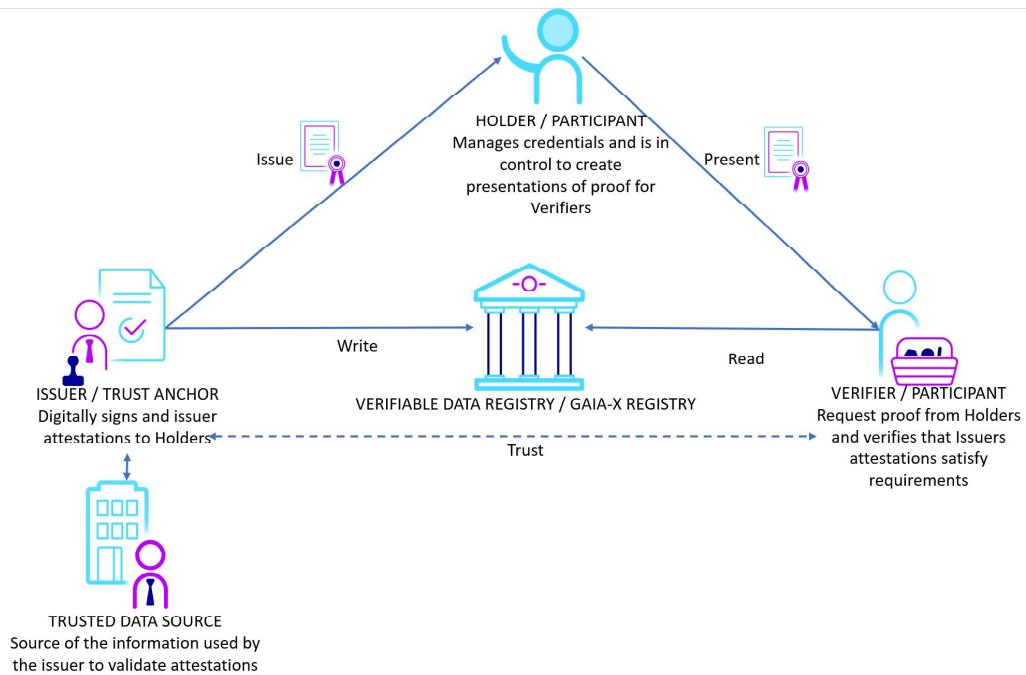 HOLDER / PARTICIPANT
Manages credentials and is in
control to create
presentations of proof for
Verifiers
Issue
Present
Write
Read
ISSUER / TRUST ANCHOR
Digitally signs and issuer
attestations to Holders
VERIFIABLE DATA REGISTRY / GAIA-X REGISTRY
VERIFIER / PARTICIPANT
Request proof from Holders
and verifies that Issuers
attestations satisfy
requirements
Trust
TRUSTED DATA SOURCE
Source of the information used by
the issuer to validate attestations